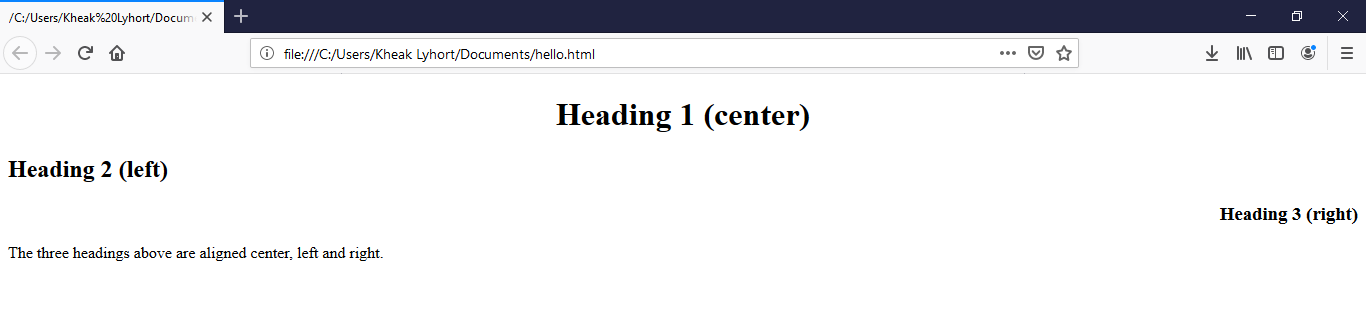 /C:/Users/Kheak%20Lyhort/Docum
file:///C:/Users/Kheak Lyhort/Documents/hello.html
Heading 1 (center)
Heading 2 (left)
Heading 3 (right)
The three headings above are aligned center, left and right.